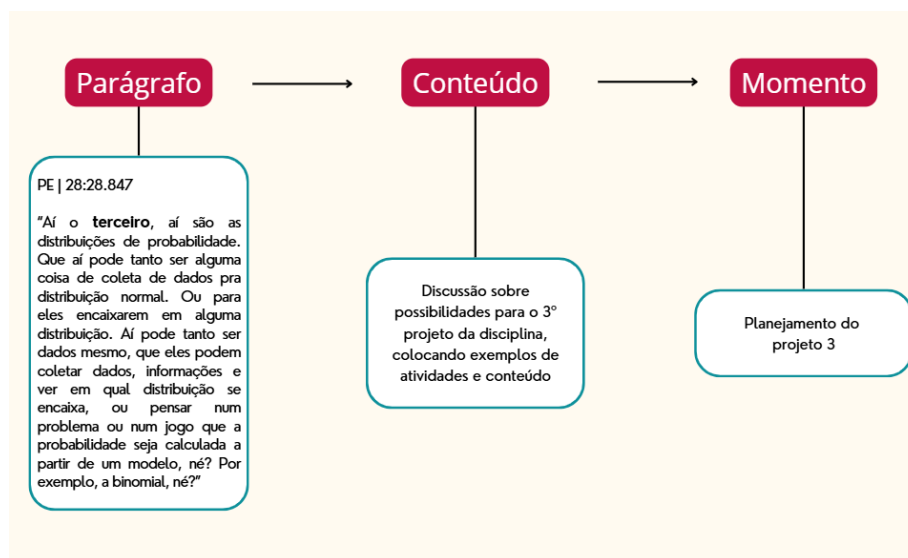 Parágrafo
Conteúdo
Momento
PE | 28:28.847
"Aí o terceiro, aí são as
distribuições de probabilidade.
Que aí pode tanto ser alguma
coisa de coleta de dados pra
distribuição normal. Ou para
eles encaixarem em alguma
distribuição. Aí pode tanto ser
dados mesmo, que eles podem
coletar dados, informações e
ver em qual distribuição se
encaixa, ou pensar num
problema ou num jogo que a
probabilidade seja calculada a
partir de um modelo, né? Por
exemplo, a binomial, né?"
Discussão sobre
possibilidades para o 3º
projeto da disciplina,
colocando exemplos de
atividades e conteúdo
Planejamento do
projeto 3